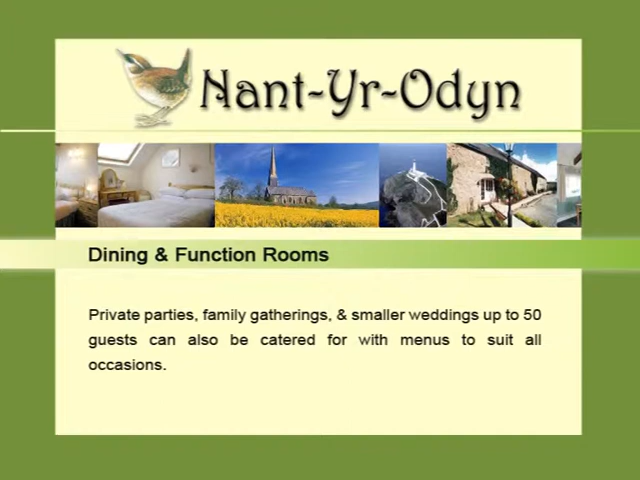 Nant-Yr-Odyn
Dining & Function Rooms
Private parties, family gatherings, & smaller weddings up to 50
guests can also be catered for with menus to suit all
occasions.